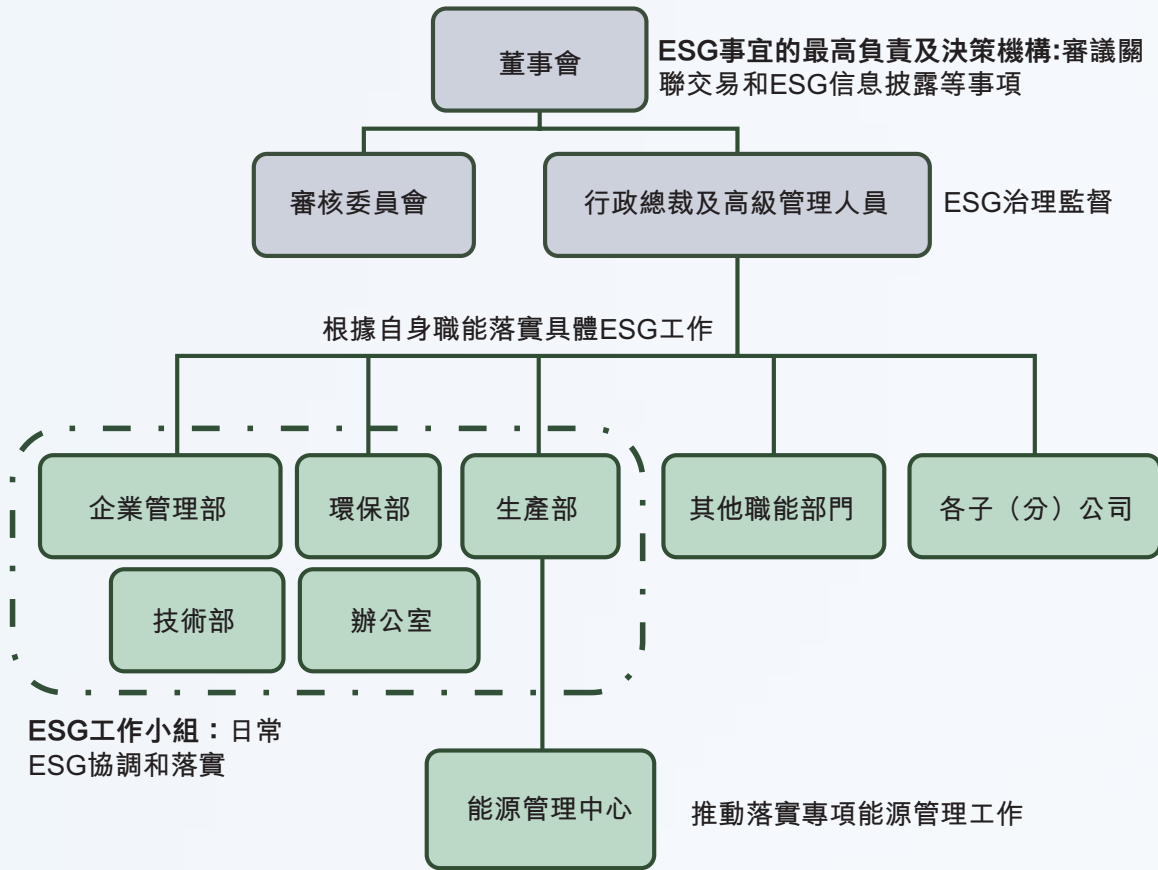 董事會
ESG事宜的最高負責及決策機構:審議關
聯交易和ESG信息披露等事項
審核委員會
行政總裁及高級管理人員
ESG治理監督
根據自身職能落實具體ESG工作
企業管理部
環保部
生產部
其他職能部門
各子（分）公司
技術部
辦公室
ESG工作小組：日常
ESG協調和落實
能源管理中心
推動落實專項能源管理工作